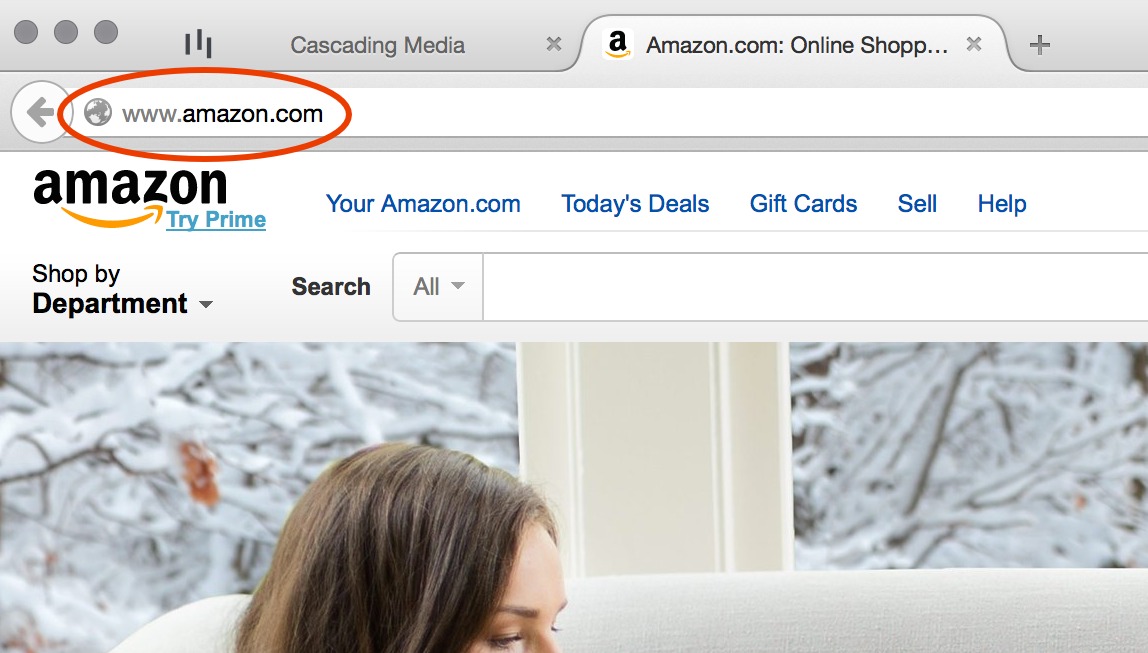 Cascading Media
Amazon.com: Online Shopp...
www.amazon.com
amazon
Try Prime
Your Amazon.com Today's Deals Gift Cards Sell Help
Shop by
Department
Search All